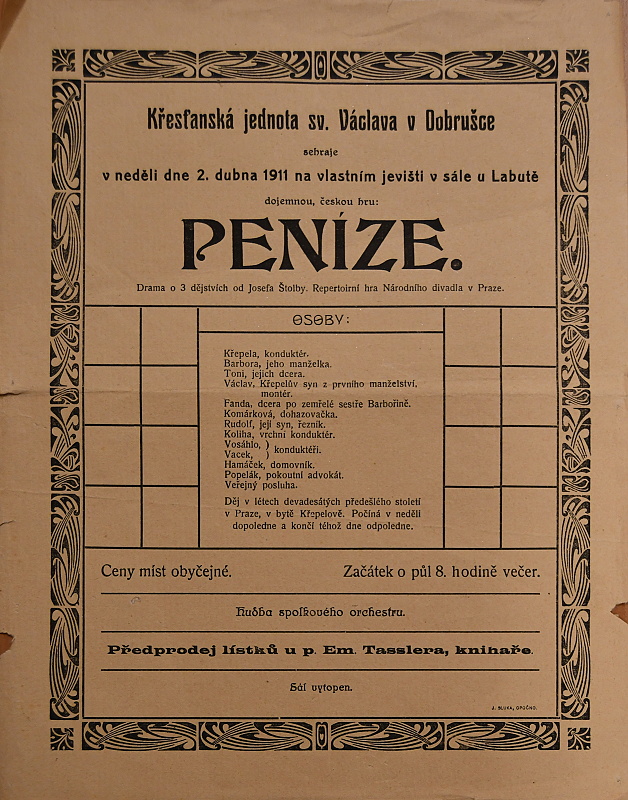 Křesťanská jednota sv. Václava v Dobrušce
sehraje
v neděli dne 2. dubna 1911 na vlastním jevišti v sále u Labutě
dojemnou, českou hru:
PENÍZE.
Drama o 3 dějstvích od Josefa Štolby. Repertoirní hra Národního divadla v Praze.
OSOBY:
Křepela, konduktér.
Barbora, jeho manželka.
Toni, jejich dcera.
Václav, Křepelův syn z prvního manželství,
montér.
Fanda, dcera po zemřelé sestře Barbořině.
Komárková, dohazovačka.
Rudolf, její syn, řezník.
Koliha, vrchní konduktér.
Vosáhlo, )
Vacek, ) konduktéři.
Hamáček, domovník.
Popelák, pokoutní advokát.
Veřejný posluha.
Děj v létech devadesátých předešlého století
v Praze, v bytě Křepelově. Počíná v neděli
dopoledne a končí téhož dne odpoledne.
Ceny míst obyčejné. Začátek o půl 8. hodině večer.
Hudba spolkového orchestru.
Předprodej lístků u p. Em. Tasslera, knihaře.
Sál vytopen.
J. SLUKA, OPOČNO.